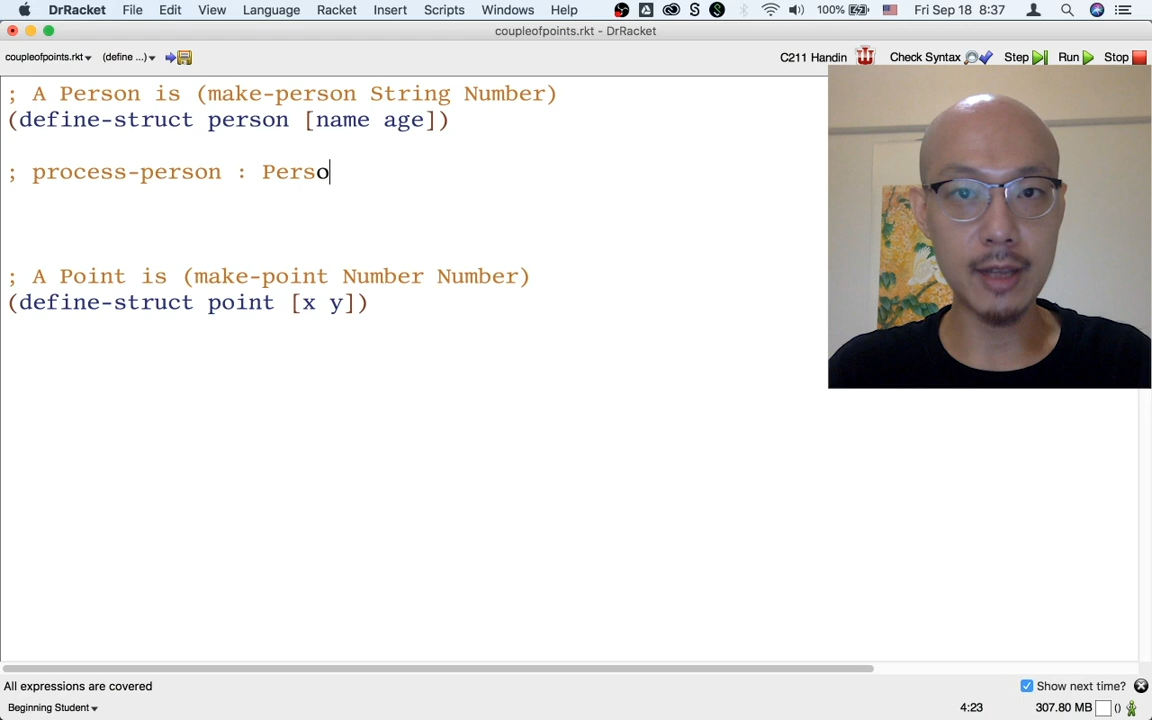 DrRacket File Edit View Language Racket Insert Scripts Windows Help 100% Fri Sep 18 8:37
coupleofpoints.rkt - DrRacket
coupleofpoints.rkt (define ...) C211 Handin Check Syntax Step Run Stop
; A Person is (make-person String Number)
(define-struct person [name age])
; process-person : Perso
; A Point is (make-point Number Number)
(define-struct point [x y])
All expressions are covered Show next time?
Beginning Student 4:23 307.80 MB ()